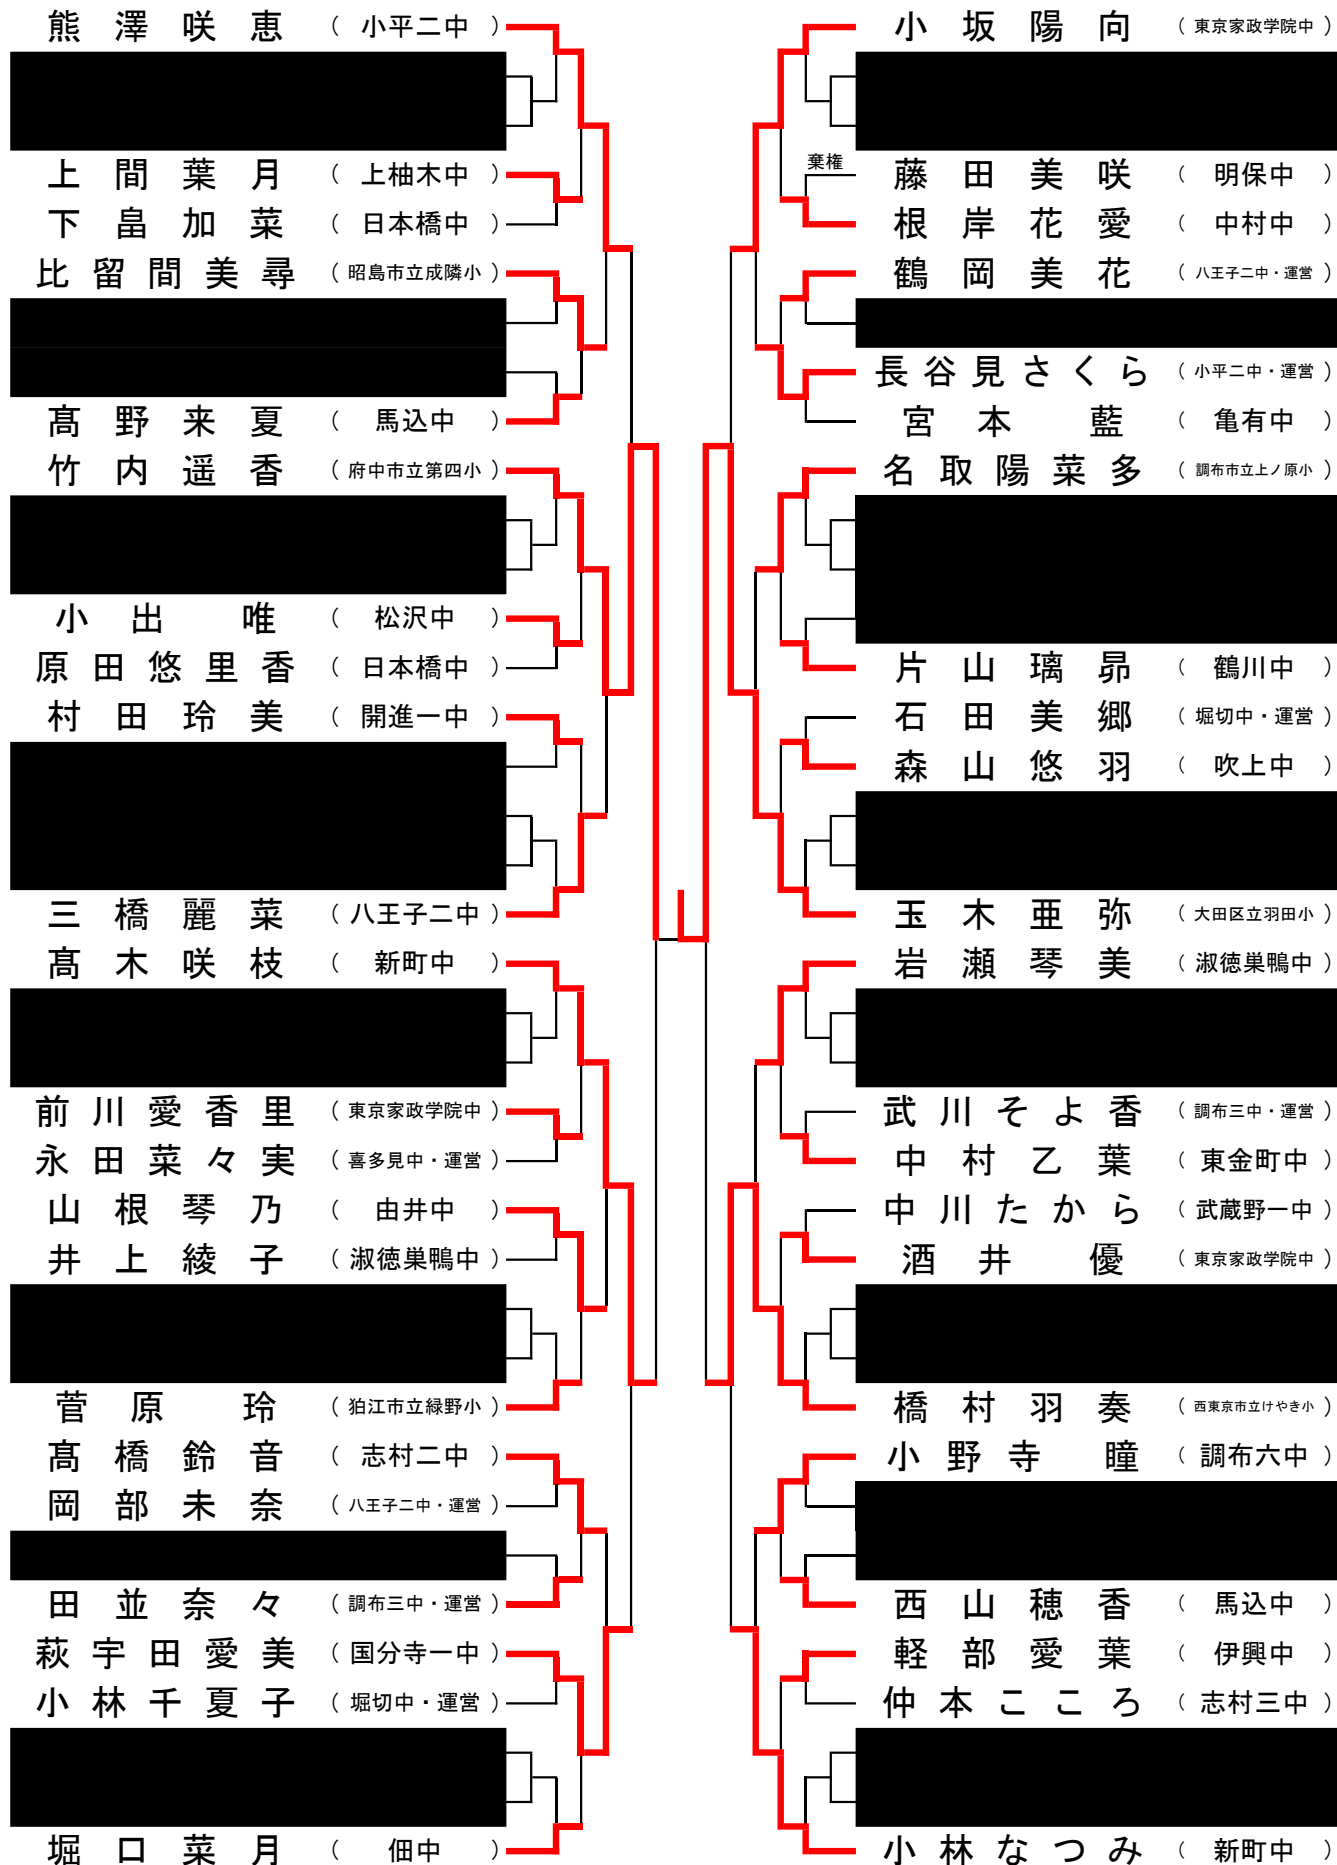 熊澤咲恵 （ 小平二中 ）
上間葉月 （ 上柚木中 ）
下畠加菜 （ 日本橋中 ）
比留間美尋 （ 昭島市立成隣小 ）
髙野来夏 （ 馬込中 ）
竹内遥香 （ 府中市立第四小 ）
小出唯 （ 松沢中 ）
原田悠里香 （ 日本橋中 ）
村田玲美 （ 開進一中 ）
三橋麗菜 （ 八王子二中 ）
髙木咲枝 （ 新町中 ）
前川愛香里 （ 東京家政学院中 ）
永田菜々実 （ 喜多見中・運営 ）
山根琴乃 （ 由井中 ）
井上綾子 （ 淑徳巣鴨中 ）
菅原玲 （ 狛江市立緑野小 ）
髙橋鈴音 （ 志村二中 ）
岡部未奈 （ 八王子二中・運営 ）
田並奈々 （ 調布三中・運営 ）
萩宇田愛美 （ 国分寺一中 ）
小林千夏子 （ 堀切中・運営 ）
堀口菜月 （ 佃中 ）
小坂陽向 （ 東京家政学院中 ）
棄権
藤田美咲 （ 明保中 ）
根岸花愛 （ 中村中 ）
鶴岡美花 （ 八王子二中・運営 ）
長谷見さくら （ 小平二中・運営 ）
宮本藍 （ 亀有中 ）
名取陽菜多 （ 調布市立上ノ原小 ）
片山璃昴 （ 鶴川中 ）
石田美郷 （ 堀切中・運営 ）
森山悠羽 （ 吹上中 ）
玉木亜弥 （ 大田区立羽田小 ）
岩瀬琴美 （ 淑徳巣鴨中 ）
武川そよ香 （ 調布三中・運営 ）
中村乙葉 （ 東金町中 ）
中川たから （ 武蔵野一中 ）
酒井優 （ 東京家政学院中 ）
橋村羽奏 （ 西東京市立けやき小 ）
小野寺瞳 （ 調布六中 ）
西山穂香 （ 馬込中 ）
軽部愛葉 （ 伊興中 ）
仲本こころ （ 志村三中 ）
小林なつみ （ 新町中 ）